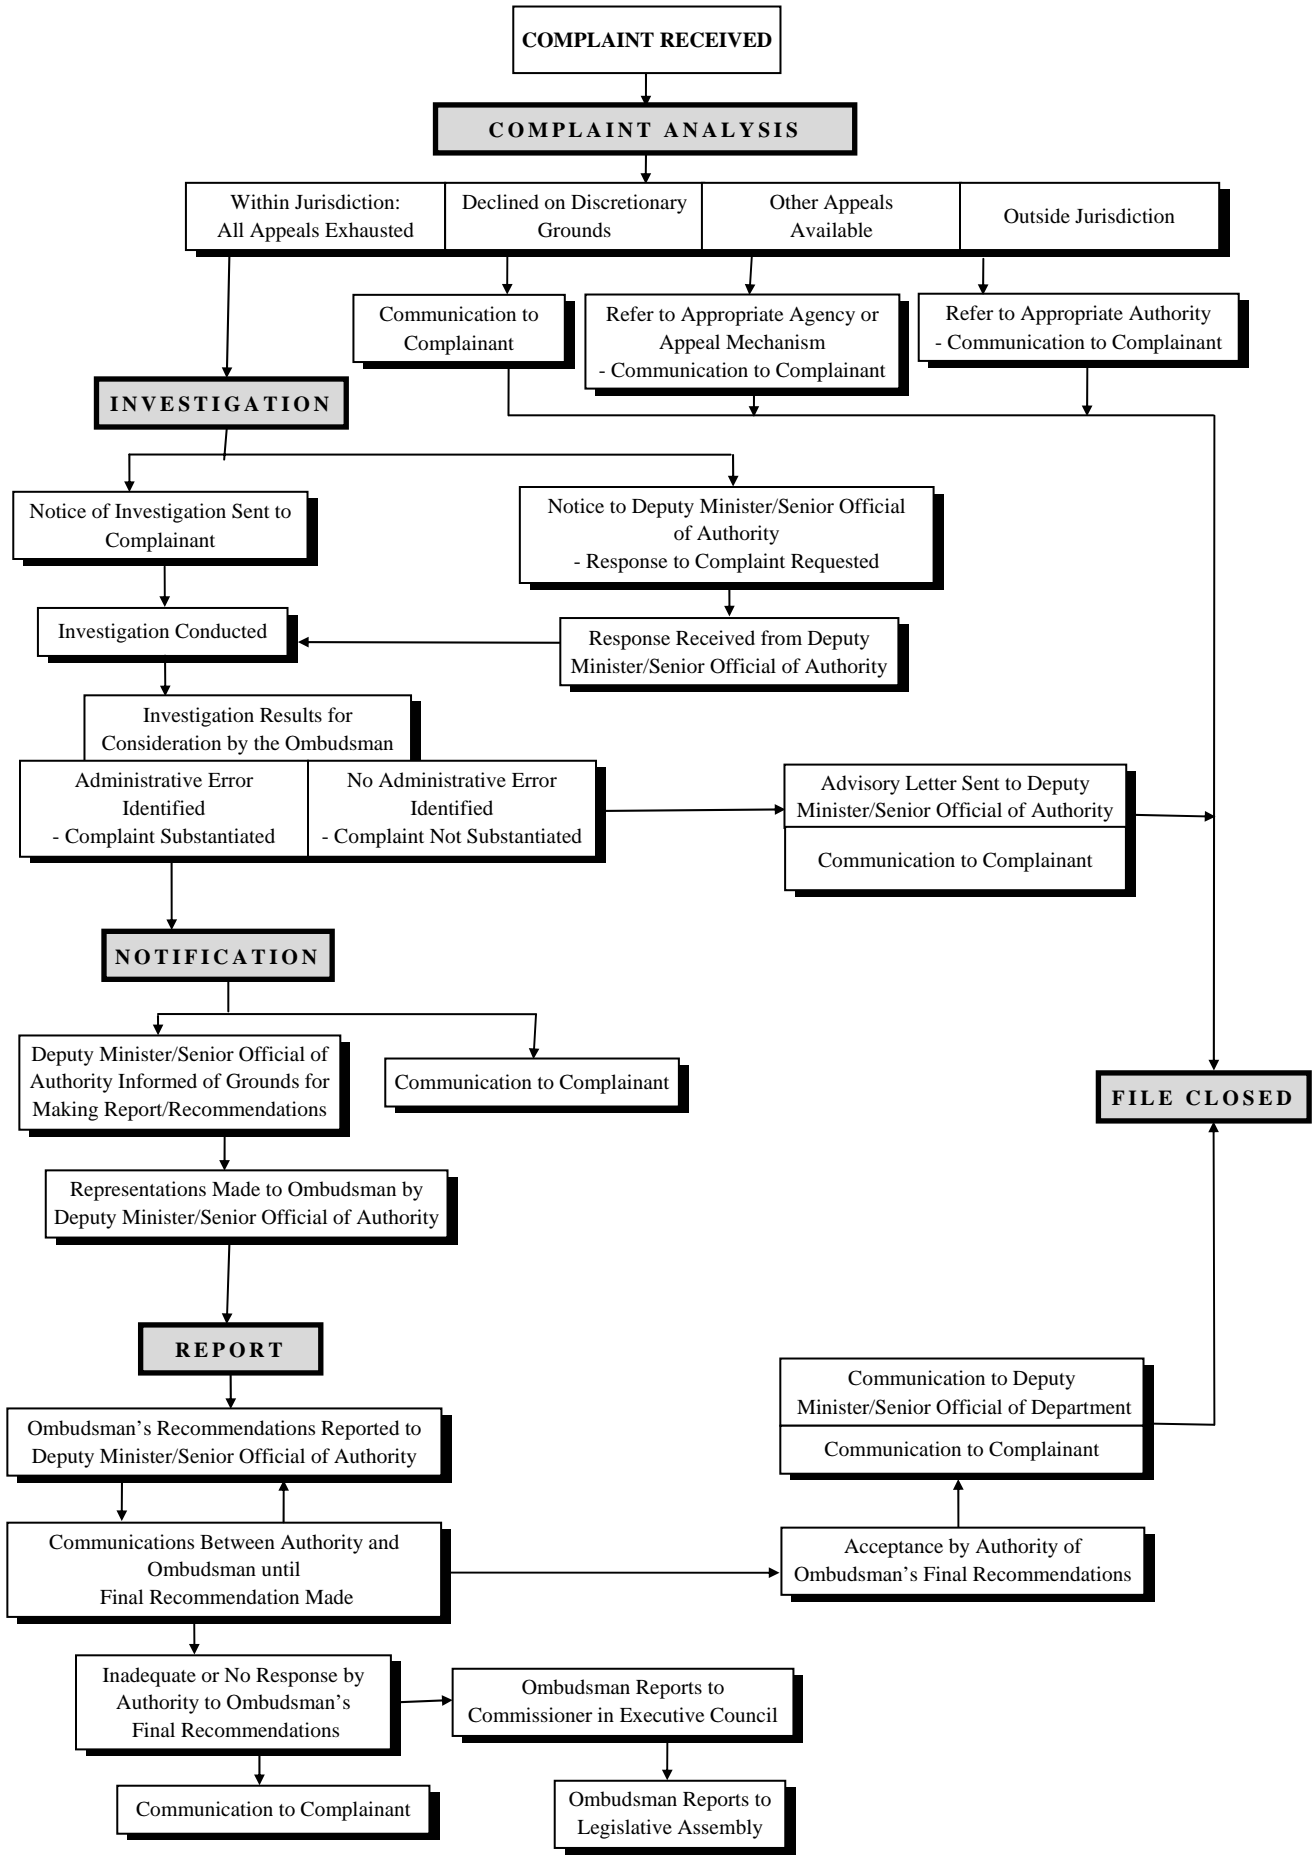 COMPLAINT RECEIVED
COMPLAINT ANALYSIS
Within Jurisdiction:
All Appeals Exhausted
Declined on Discretionary
Grounds
Other Appeals
Available
Outside Jurisdiction
Communication to
Complainant
Refer to Appropriate Agency or
Appeal Mechanism
- Communication to Complainant
Refer to Appropriate Authority
- Communication to Complainant
INVESTIGATION
Notice of Investigation Sent to
Complainant
Notice to Deputy Minister/Senior Official
of Authority
- Response to Complaint Requested
Investigation Conducted
Response Received from Deputy
Minister/Senior Official of Authority
Investigation Results for
Consideration by the Ombudsman
Administrative Error
Identified
- Complaint Substantiated
No Administrative Error
Identified
- Complaint Not Substantiated
Advisory Letter Sent to Deputy
Minister/Senior Official of Authority
Communication to Complainant
NOTIFICATION
Deputy Minister/Senior Official of
Authority Informed of Grounds for
Making Report/Recommendations
Communication to Complainant
FILE CLOSED
Representations Made to Ombudsman by
Deputy Minister/Senior Official of Authority
REPORT
Ombudsman's Recommendations Reported to
Deputy Minister/Senior Official of Authority
Communication to Deputy
Minister/Senior Official of Department
Communication to Complainant
Communications Between Authority and
Ombudsman until
Final Recommendation Made
Acceptance by Authority of
Ombudsman's Final Recommendations
Inadequate or No Response by
Authority to Ombudsman's
Final Recommendations
Ombudsman Reports to
Commissioner in Executive Council
Communication to Complainant
Ombudsman Reports to
Legislative Assembly